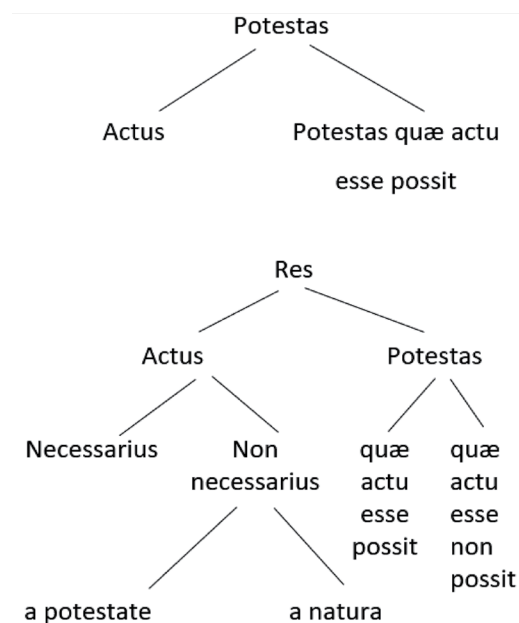 Potestas
Actus
Potestas quæ actu
esse possit
Res
Actus
Potestas
Necessarius
Non
necessarius
quæ
actu
esse
possit
quæ
actu
esse
non
possit
a potestate
a natura